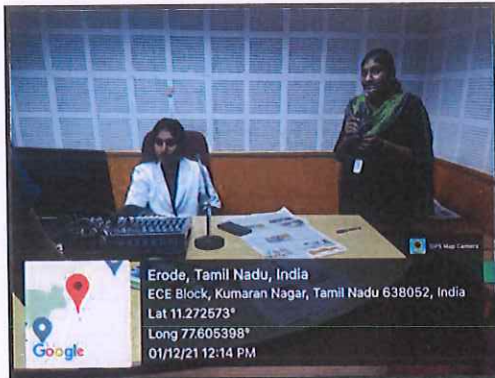 GPS Map Camera
Erode, Tamil Nadu, India
ECE Block, Kumaran Nagar, Tamil Nadu 638052, India
Lat 11.272573°
Long 77.605398°
01/12/21 12:14 PM
Google